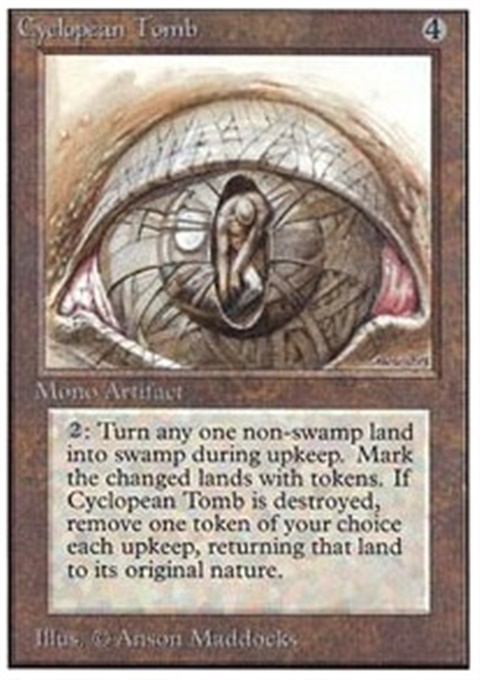 Cyclopean Tomb 4
Mono Artifact
2: Turn any one non-swamp land
into swamp during upkeep. Mark
the changed lands with tokens. If
Cyclopean Tomb is destroyed,
remove one token of your choice
each upkeep, returning that land
to its original nature.
Illus. © Anson Maddocks